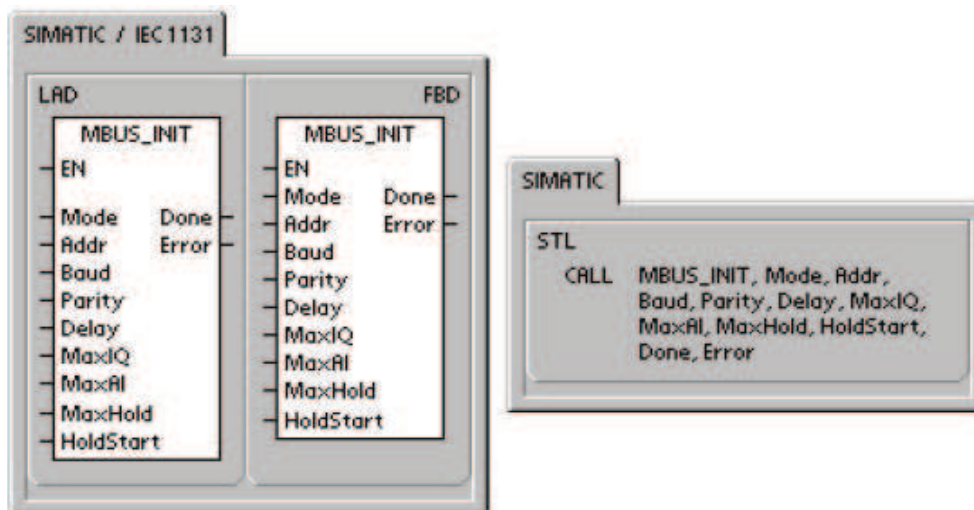 SIMATIC / IEC1131
LAD
MBUS_INIT
EN
Mode Done
Addr Error
Baud
Parity
Delay
MaxIQ
MaxAI
MaxHold
HoldStart
FBD
MBUS_INIT
EN
Mode Done
Addr Error
Baud
Parity
Delay
MaxIQ
MaxAI
MaxHold
HoldStart
SIMATIC
STL
CALL MBUS_INIT, Mode, Addr,
Baud, Parity, Delay, MaxIQ,
MaxAI, MaxHold, HoldStart,
Done, Error